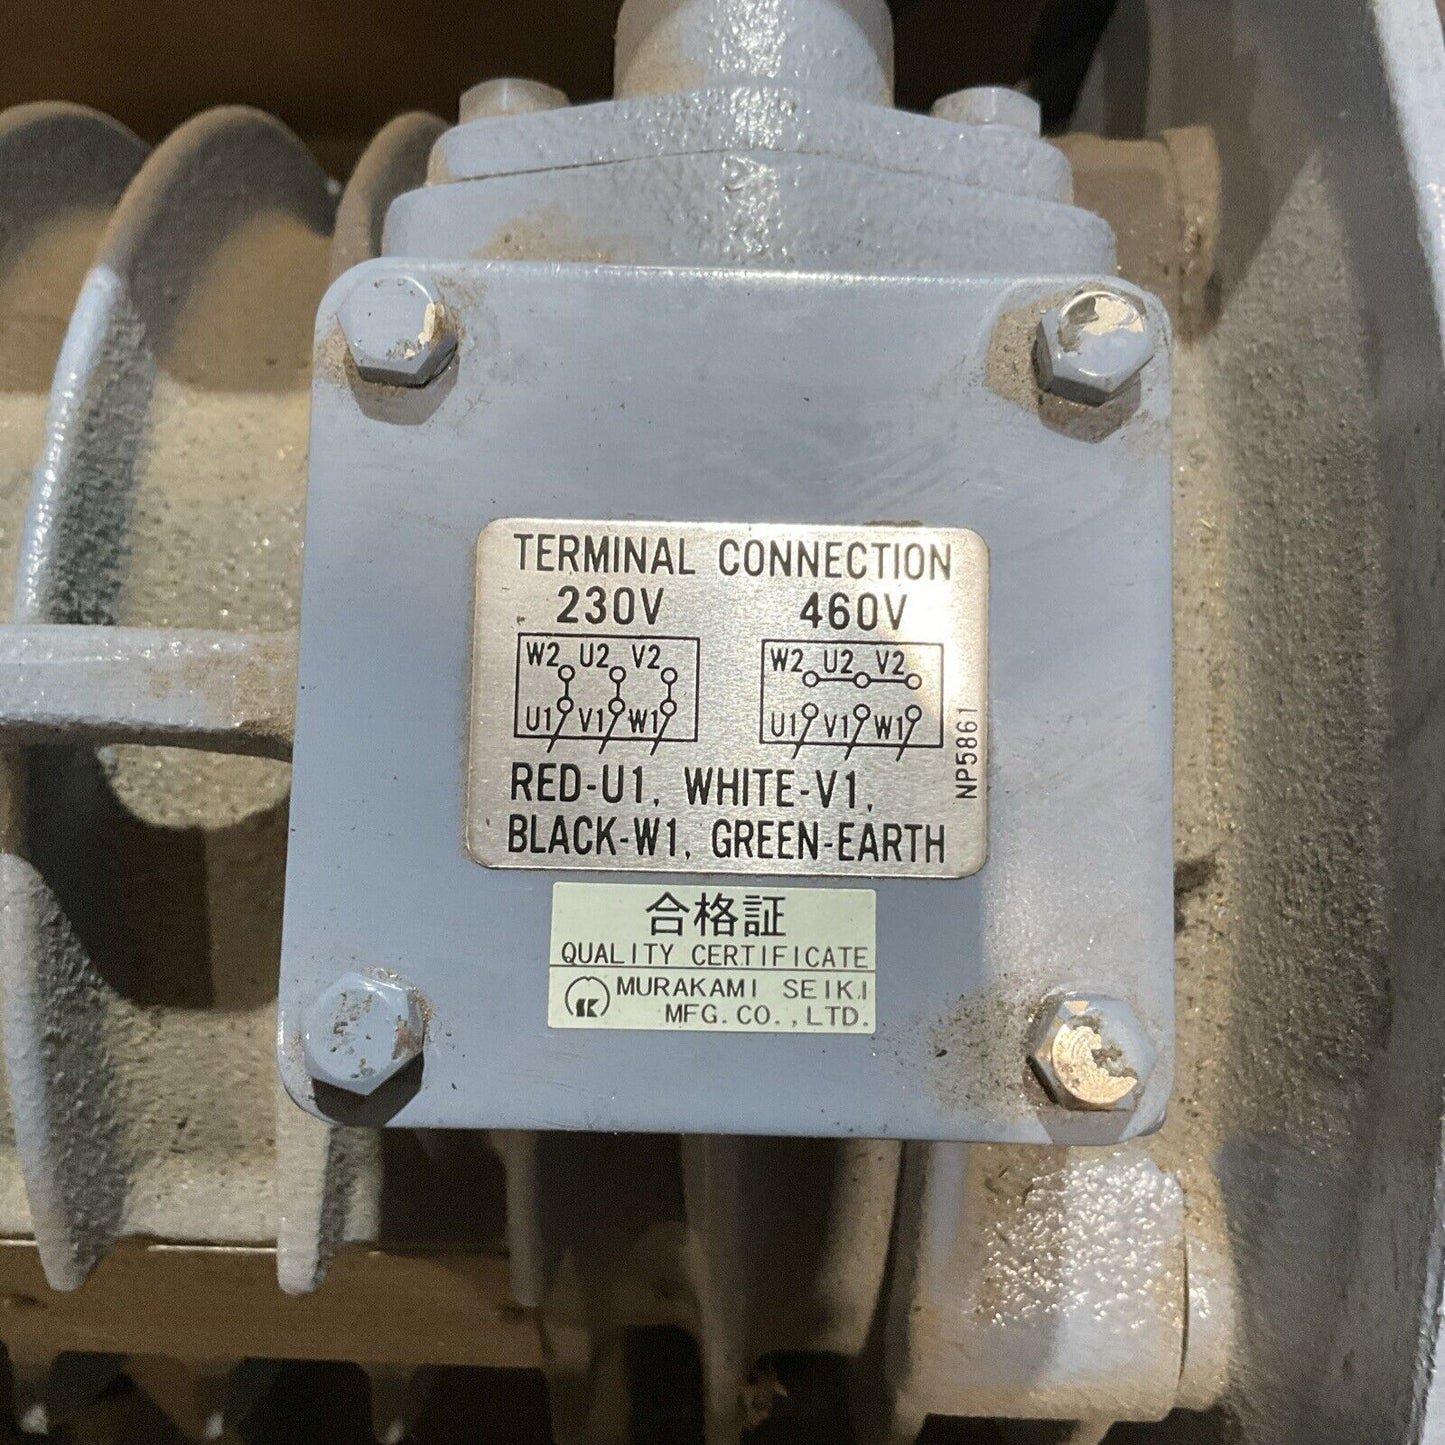 TERMINAL CONNECTION
230V 460V
W2 U2 V2 W2 U2 V2
U1 V1 W1 U1 V1 W1
NP5861
RED-U1, WHITE-V1,
BLACK-W1, GREEN-EARTH
合格証
QUALITY CERTIFICATE
SK MURAKAMI SEIKI
MFG. CO., LTD.